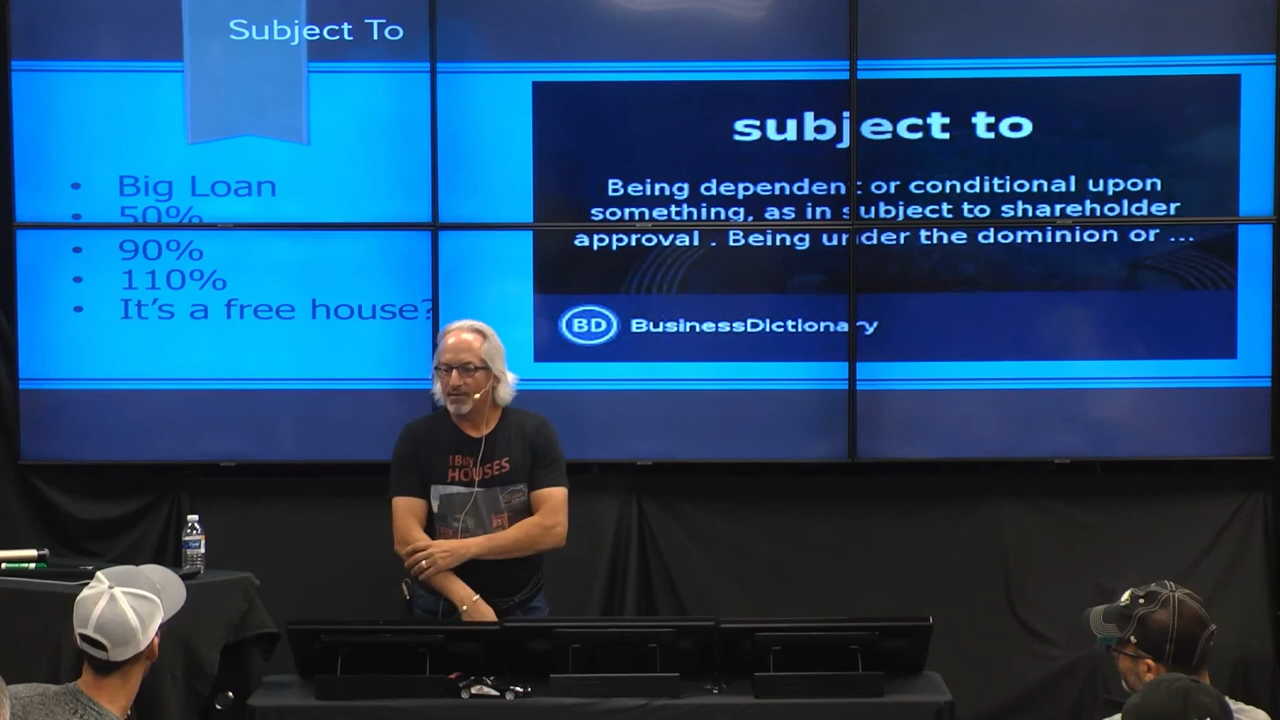 Subject To
• Big Loan
• 50%
• 90%
• 110%
• It's a free house?
subject to
Being dependent or conditional upon
something, as in subject to shareholder
approval . Being under the dominion or ...
BD BusinessDictionary
I Buy
HOUSES